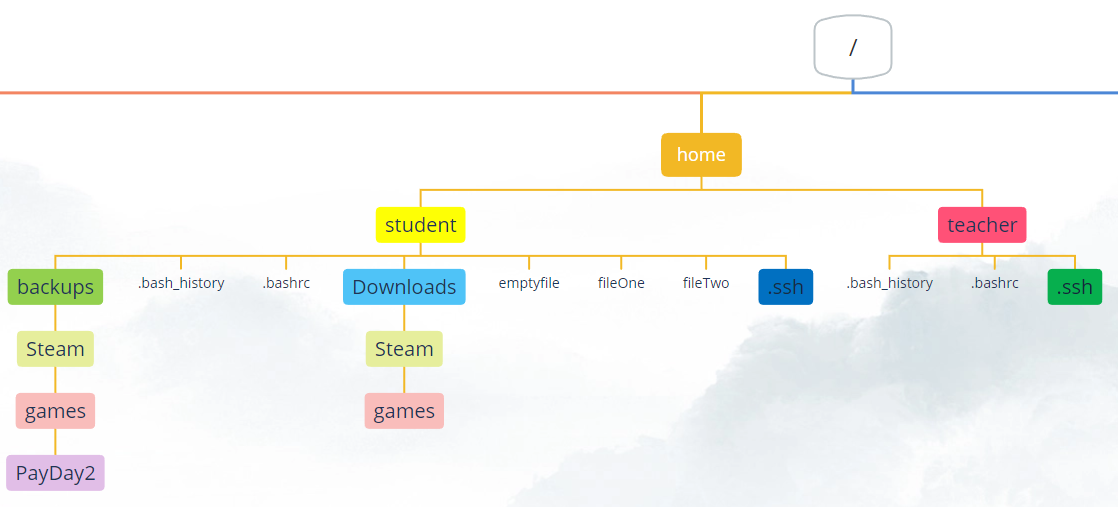 /
home
student
teacher
backups
.bash_history
.bashrc
Downloads
emptyfile
fileOne
fileTwo
.ssh
.bash_history
.bashrc
.ssh
Steam
Steam
games
games
PayDay2